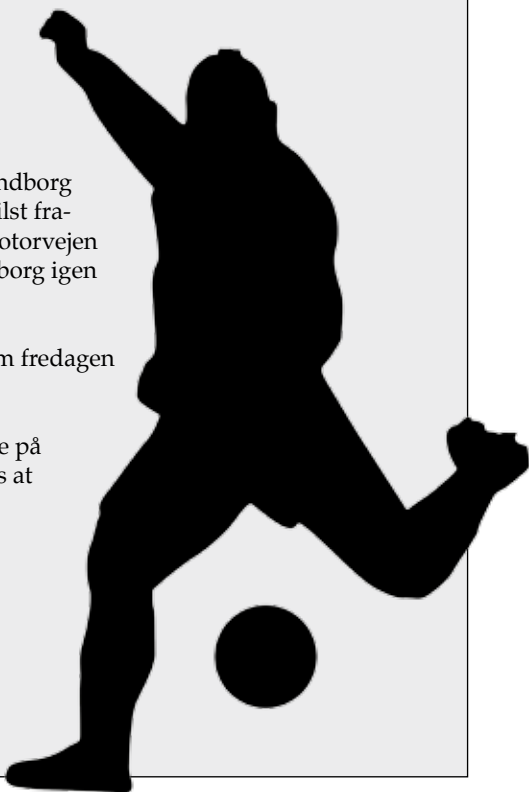 ndborg
ilst fra-
otorvejen
borg igen
m fredagen
e på
s at